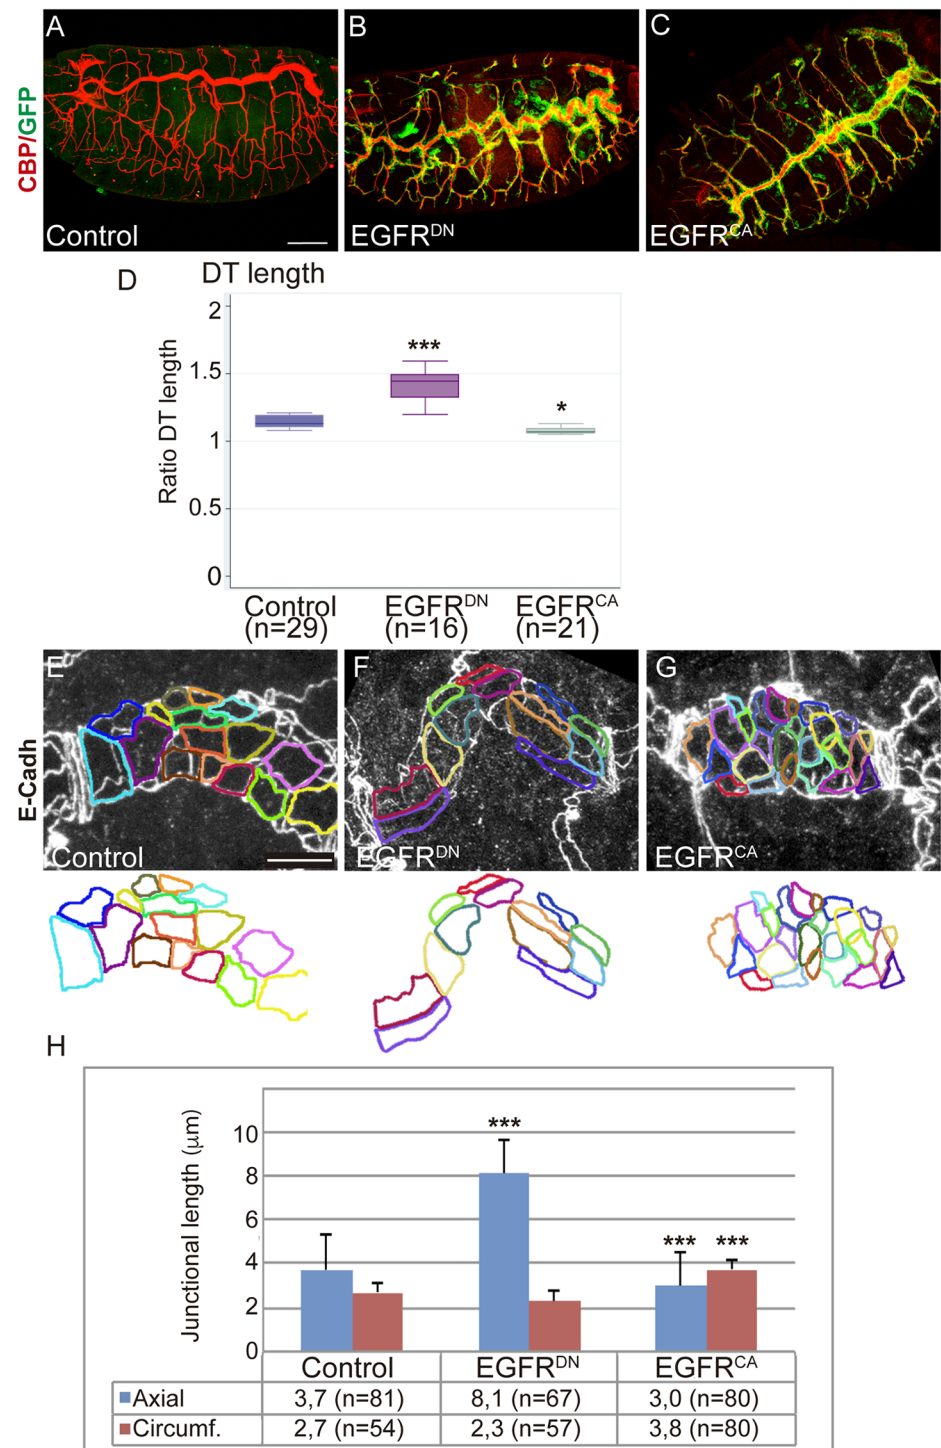 A
B
C
CBP/GFP
Control
EGFR^DN
EGFR^CA
D
DT length
2
1.5
1
0.5
0
Ratio DT length
***
*
Control
(n=29)
EGFR^DN
(n=16)
EGFR^CA
(n=21)
E
F
G
E-Cadh
Control
EGFR^DN
EGFR^CA
H
Junctional length (µm)
10
8
6
4
2
0
***
*** ***
Control EGFR^DN EGFR^CA
Axial 3,7 (n=81) 8,1 (n=67) 3,0 (n=80)
Circumf. 2,7 (n=54) 2,3 (n=57) 3,8 (n=80)